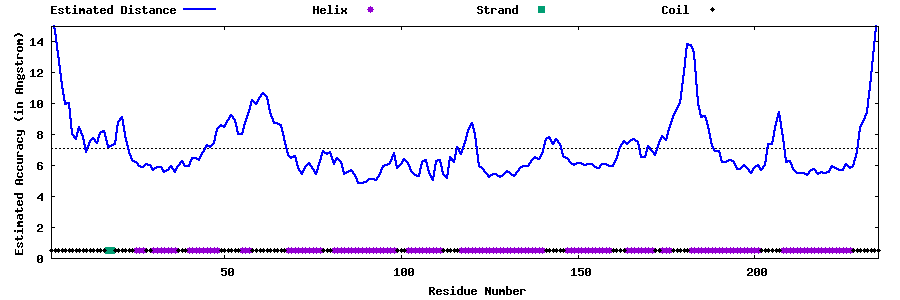 Estimated Distance Helix Strand Coil
Estimated Accuracy (in Angstrom)
14
12
10
8
6
4
2
0
50 100 150 200
Residue Number